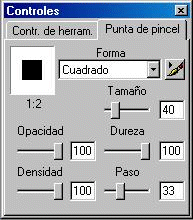 Controles
Contr. de herram. Punta de pincel
Forma
Cuadrado
1:2
Tamaño
40
Opacidad Dureza
100 100
Densidad Paso
100 33